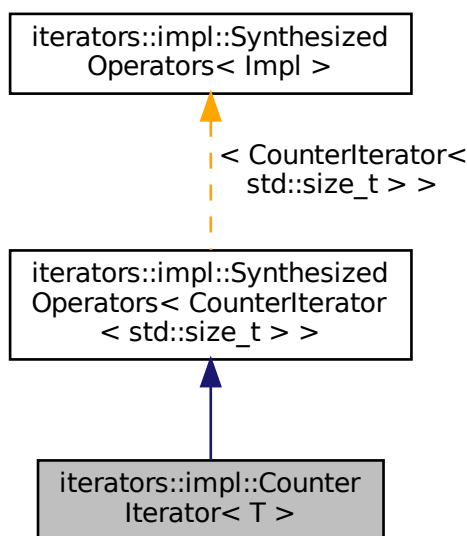 iterators::impl::Synthesized
Operators< Impl >
< CounterIterator<
std::size_t > >
iterators::impl::Synthesized
Operators< CounterIterator
< std::size_t > >
iterators::impl::Counter
Iterator< T >